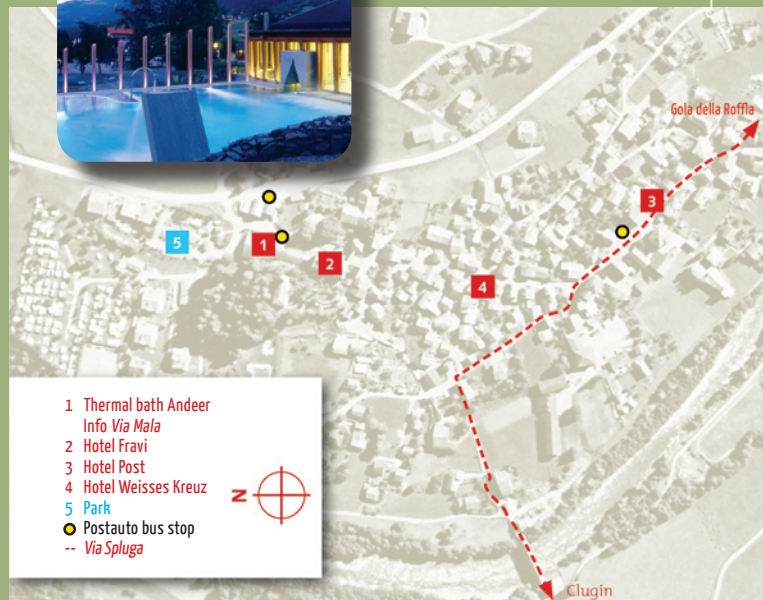 Gola della Roffla
3
5
1
2
4
1 Thermal bath Andeer
Info Via Mala
2 Hotel Fravi
3 Hotel Post
4 Hotel Weisses Kreuz
5 Park
Postauto bus stop
-- Via Spluga
N
Clugin